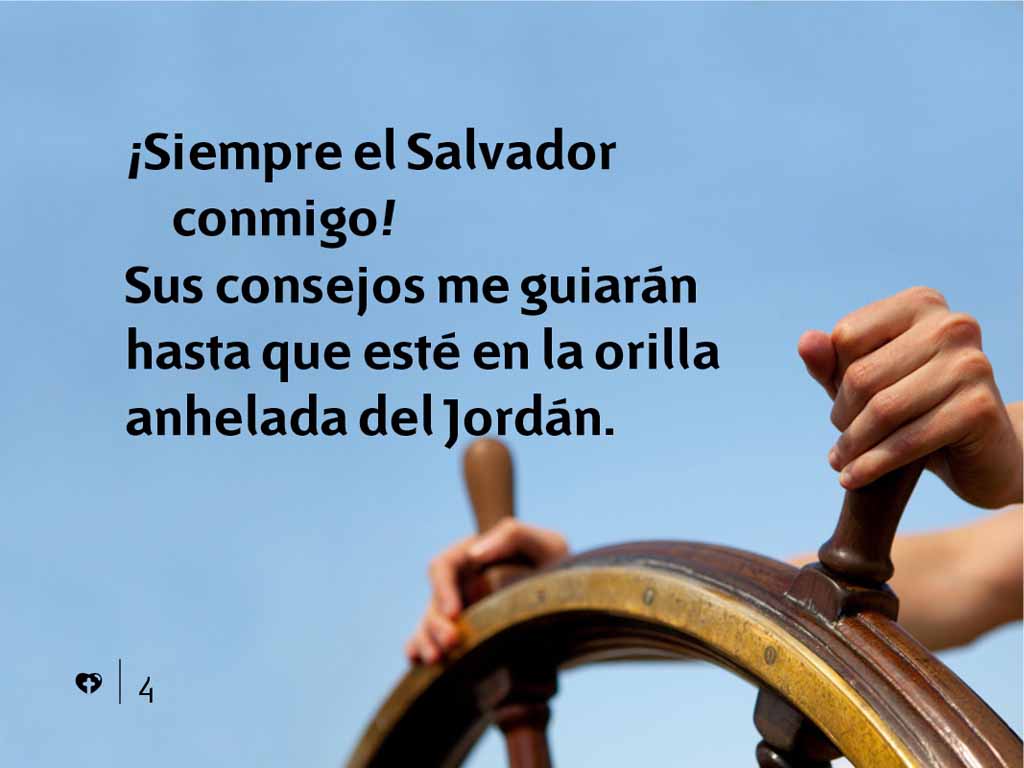 ¡Siempre el Salvador
conmigo!
Sus consejos me guiarán
hasta que esté en la orilla
anhelada del Jordán.
4